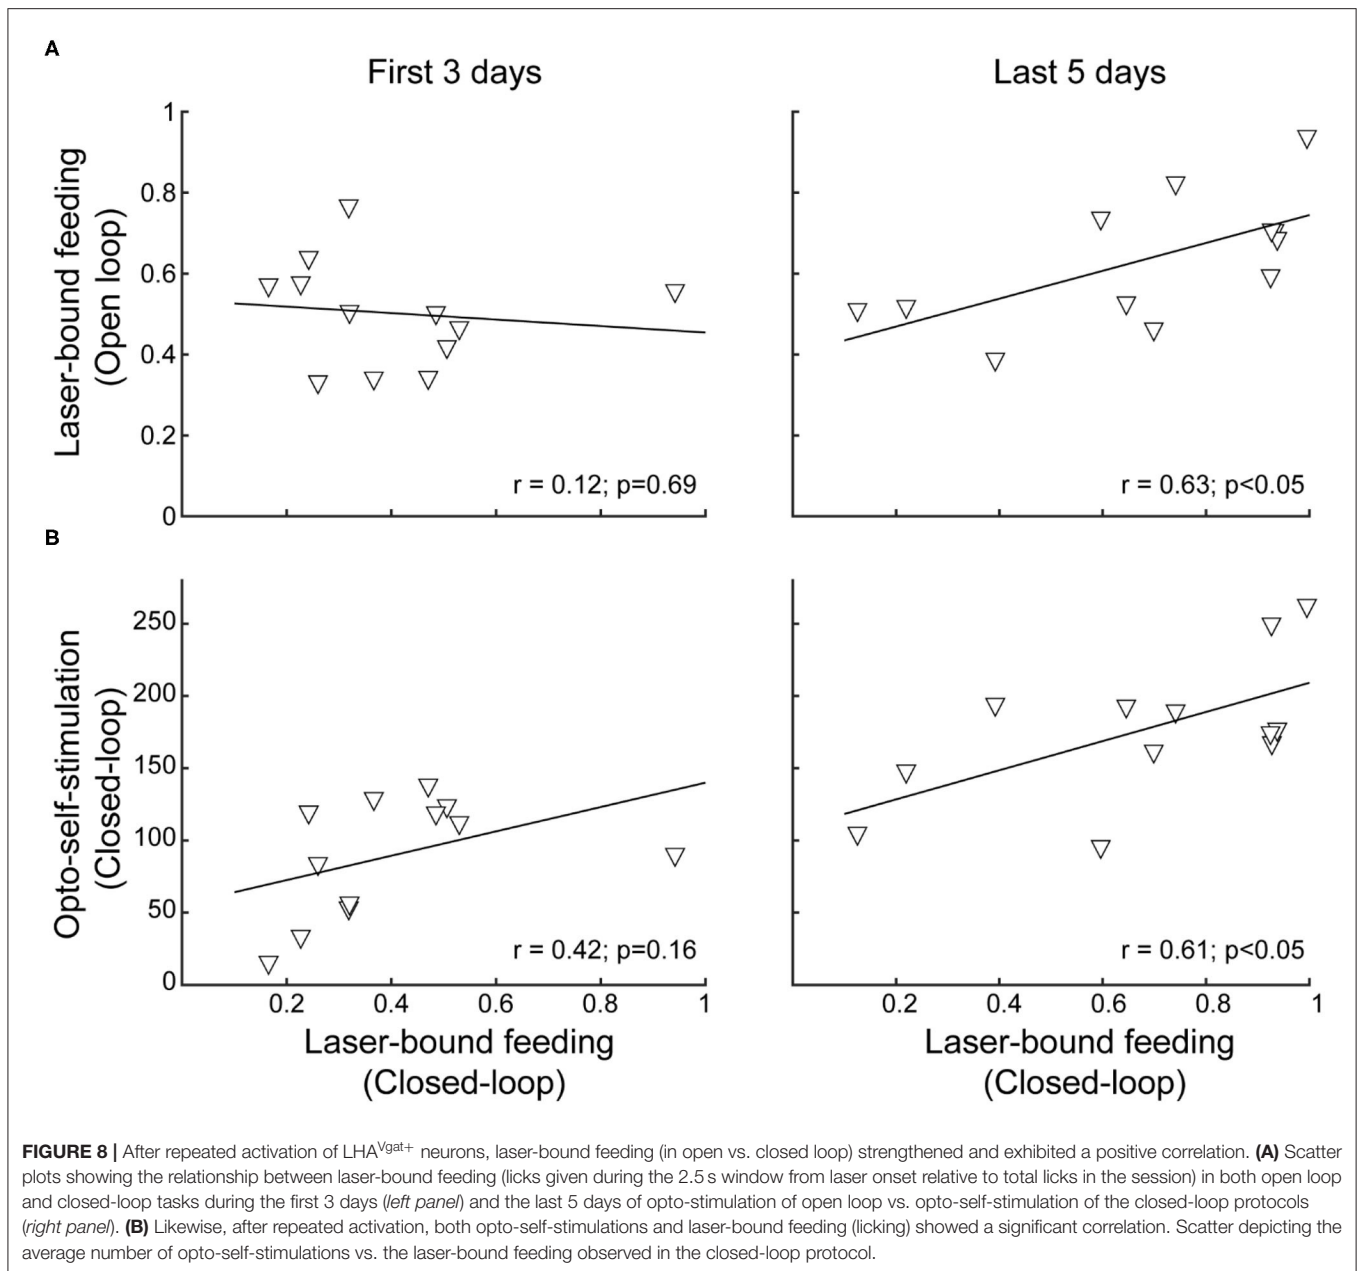 A
First 3 days
Last 5 days
Laser-bound feeding
(Open loop)
1
0.8
0.6
0.4
0.2
0
r = 0.12; p=0.69
r = 0.63; p<0.05
B
Opto-self-stimulation
(Closed-loop)
250
200
150
100
50
0
r = 0.42; p=0.16
r = 0.61; p<0.05
0.2 0.4 0.6 0.8 1
0.2 0.4 0.6 0.8 1
Laser-bound feeding
(Closed-loop)
Laser-bound feeding
(Closed-loop)
FIGURE 8 | After repeated activation of LHAVgat+ neurons, laser-bound feeding (in open vs. closed loop) strengthened and exhibited a positive correlation. (A) Scatter
plots showing the relationship between laser-bound feeding (licks given during the 2.5 s window from laser onset relative to total licks in the session) in both open loop
and closed-loop tasks during the first 3 days (left panel) and the last 5 days of opto-stimulation of open loop vs. opto-self-stimulation of the closed-loop protocols
(right panel). (B) Likewise, after repeated activation, both opto-self-stimulations and laser-bound feeding (licking) showed a significant correlation. Scatter depicting the
average number of opto-self-stimulations vs. the laser-bound feeding observed in the closed-loop protocol.